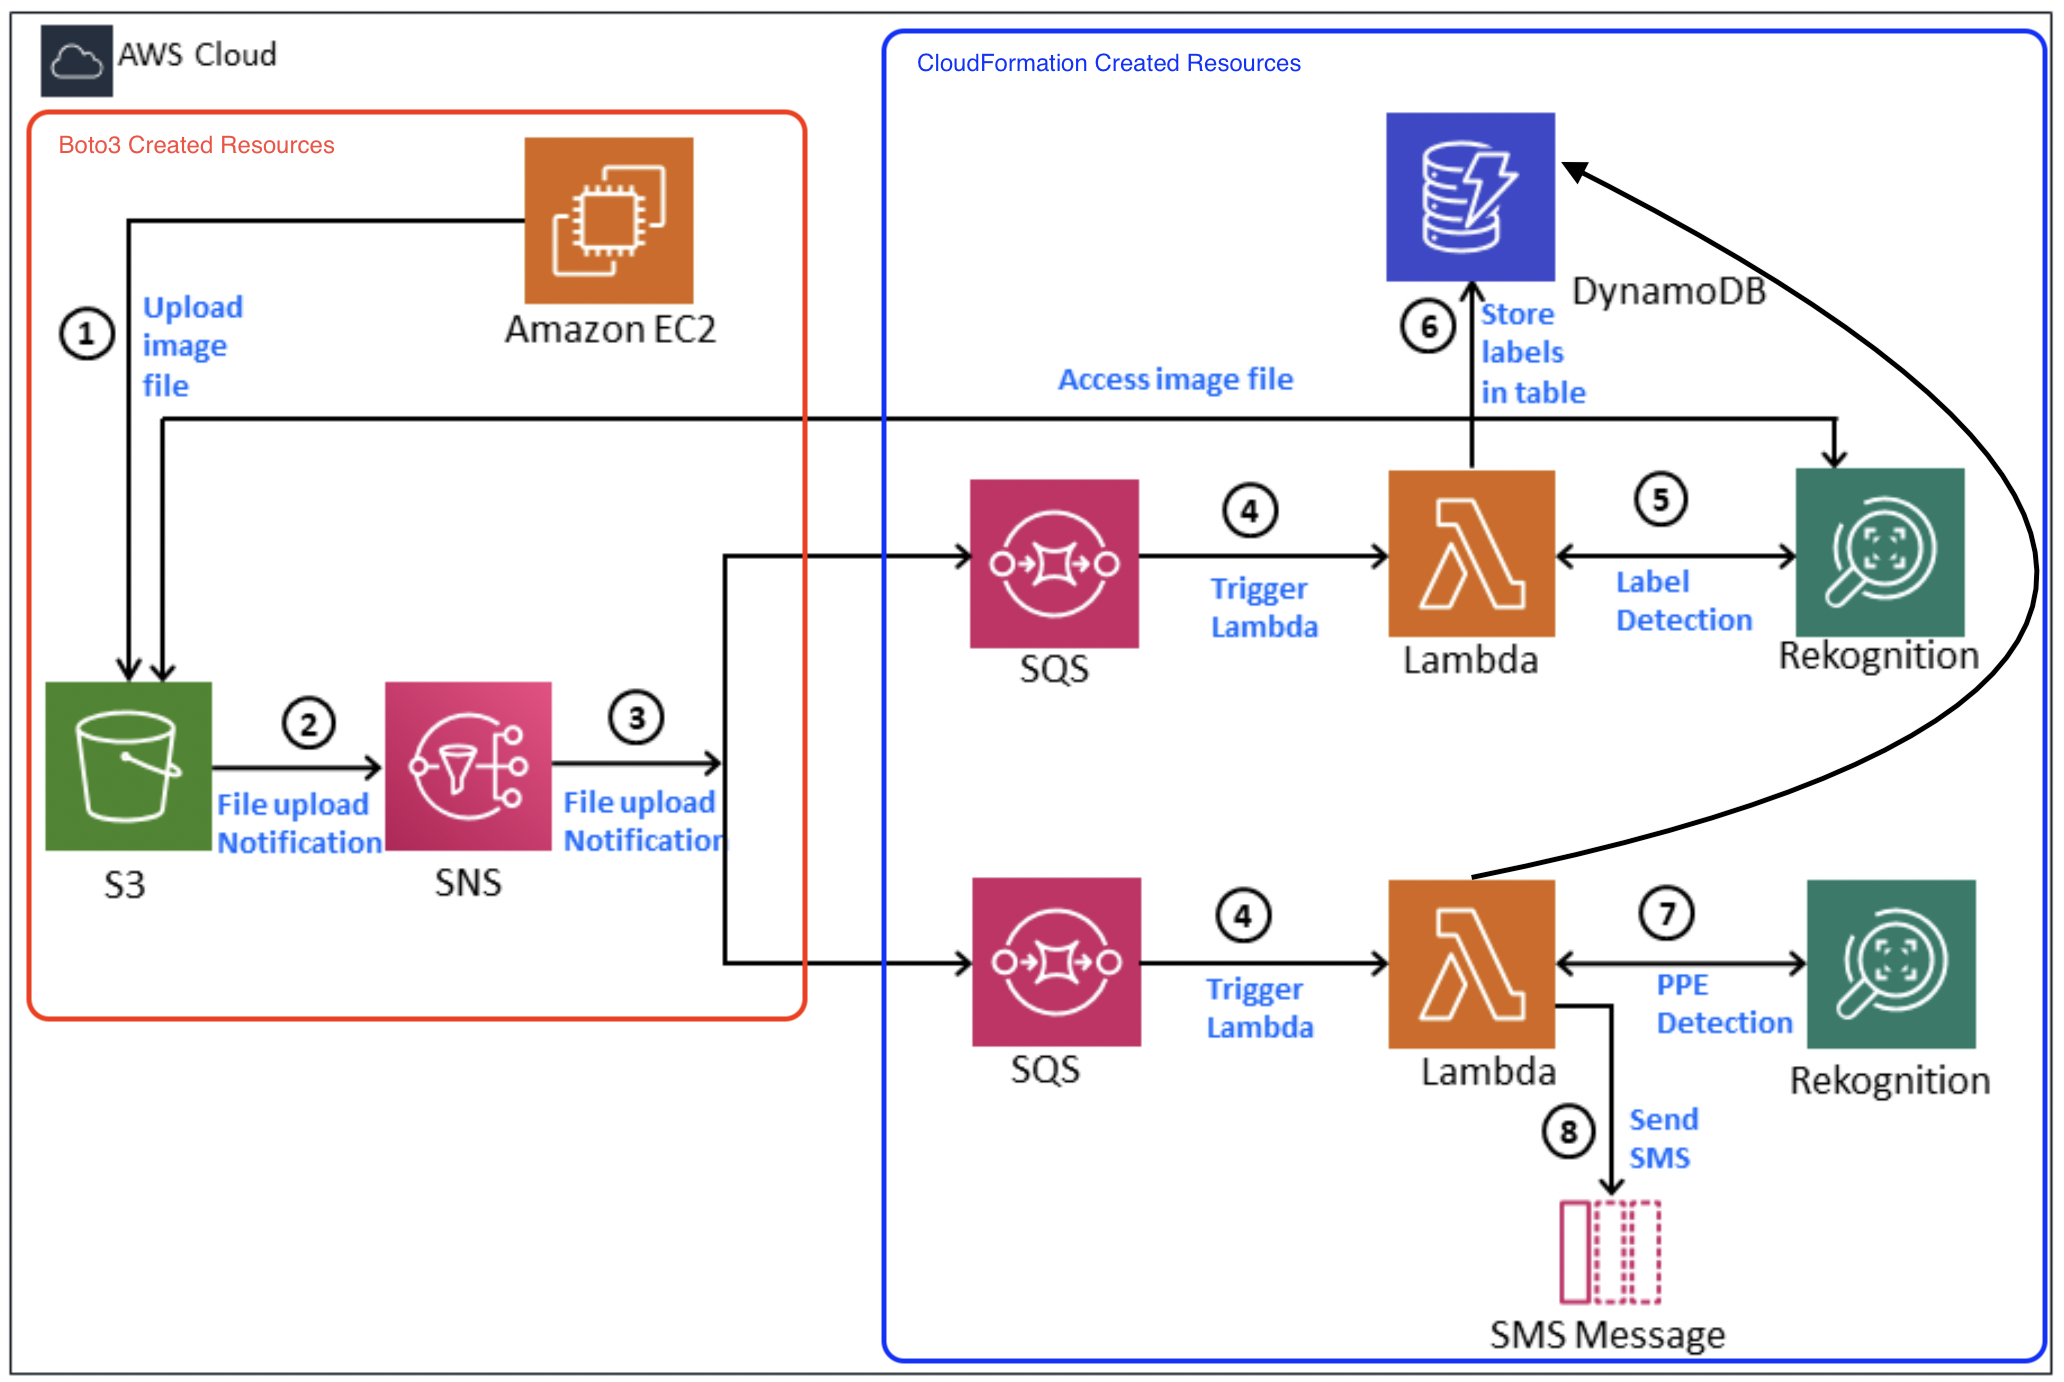 AWS Cloud
CloudFormation Created Resources
Boto3 Created Resources
Amazon EC2
1
Upload
image
file
DynamoDB
6
Store
labels
in table
Access image file
SQS
4
Trigger
Lambda
Lambda
5
Label
Detection
Rekognition
S3
2
File upload
Notification
SNS
3
File upload
Notification
SQS
4
Trigger
Lambda
Lambda
7
PPE
Detection
Rekognition
8
Send
SMS
SMS Message